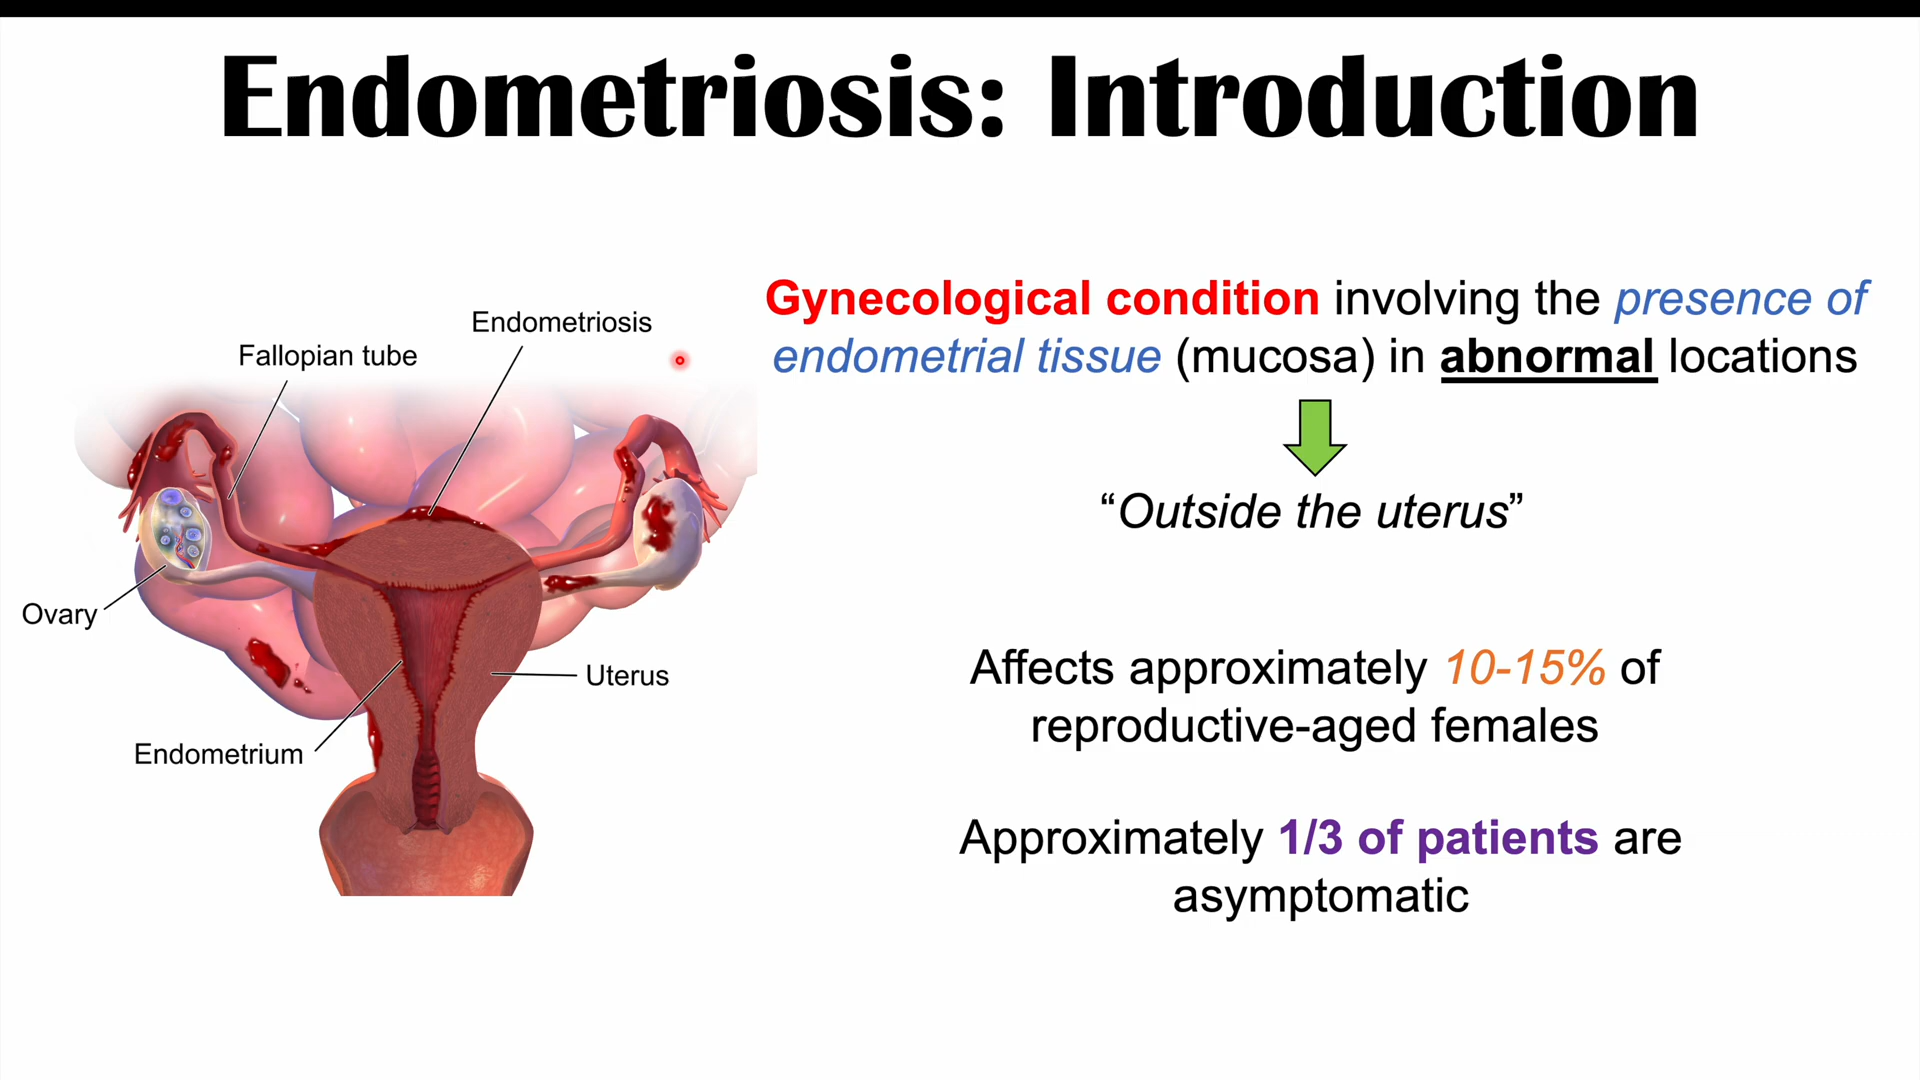 Endometriosis: Introduction
Endometriosis
Fallopian tube
Ovary
Uterus
Endometrium
Gynecological condition involving the presence of
endometrial tissue (mucosa) in abnormal locations
“Outside the uterus”
Affects approximately 10-15% of
reproductive-aged females
Approximately 1/3 of patients are
asymptomatic